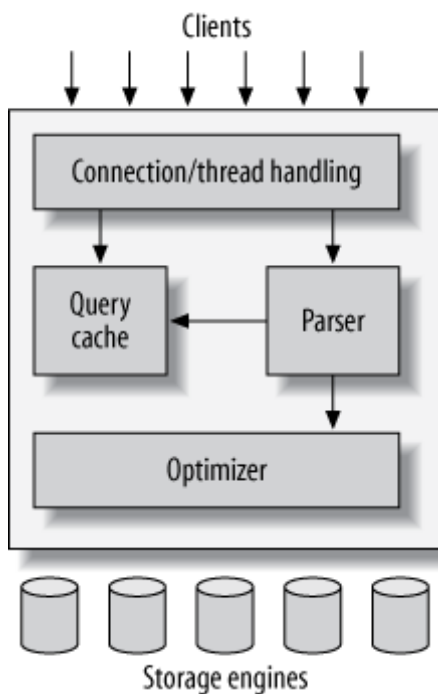 Clients
Connection/thread handling
Query
cache
Parser
Optimizer
Storage engines